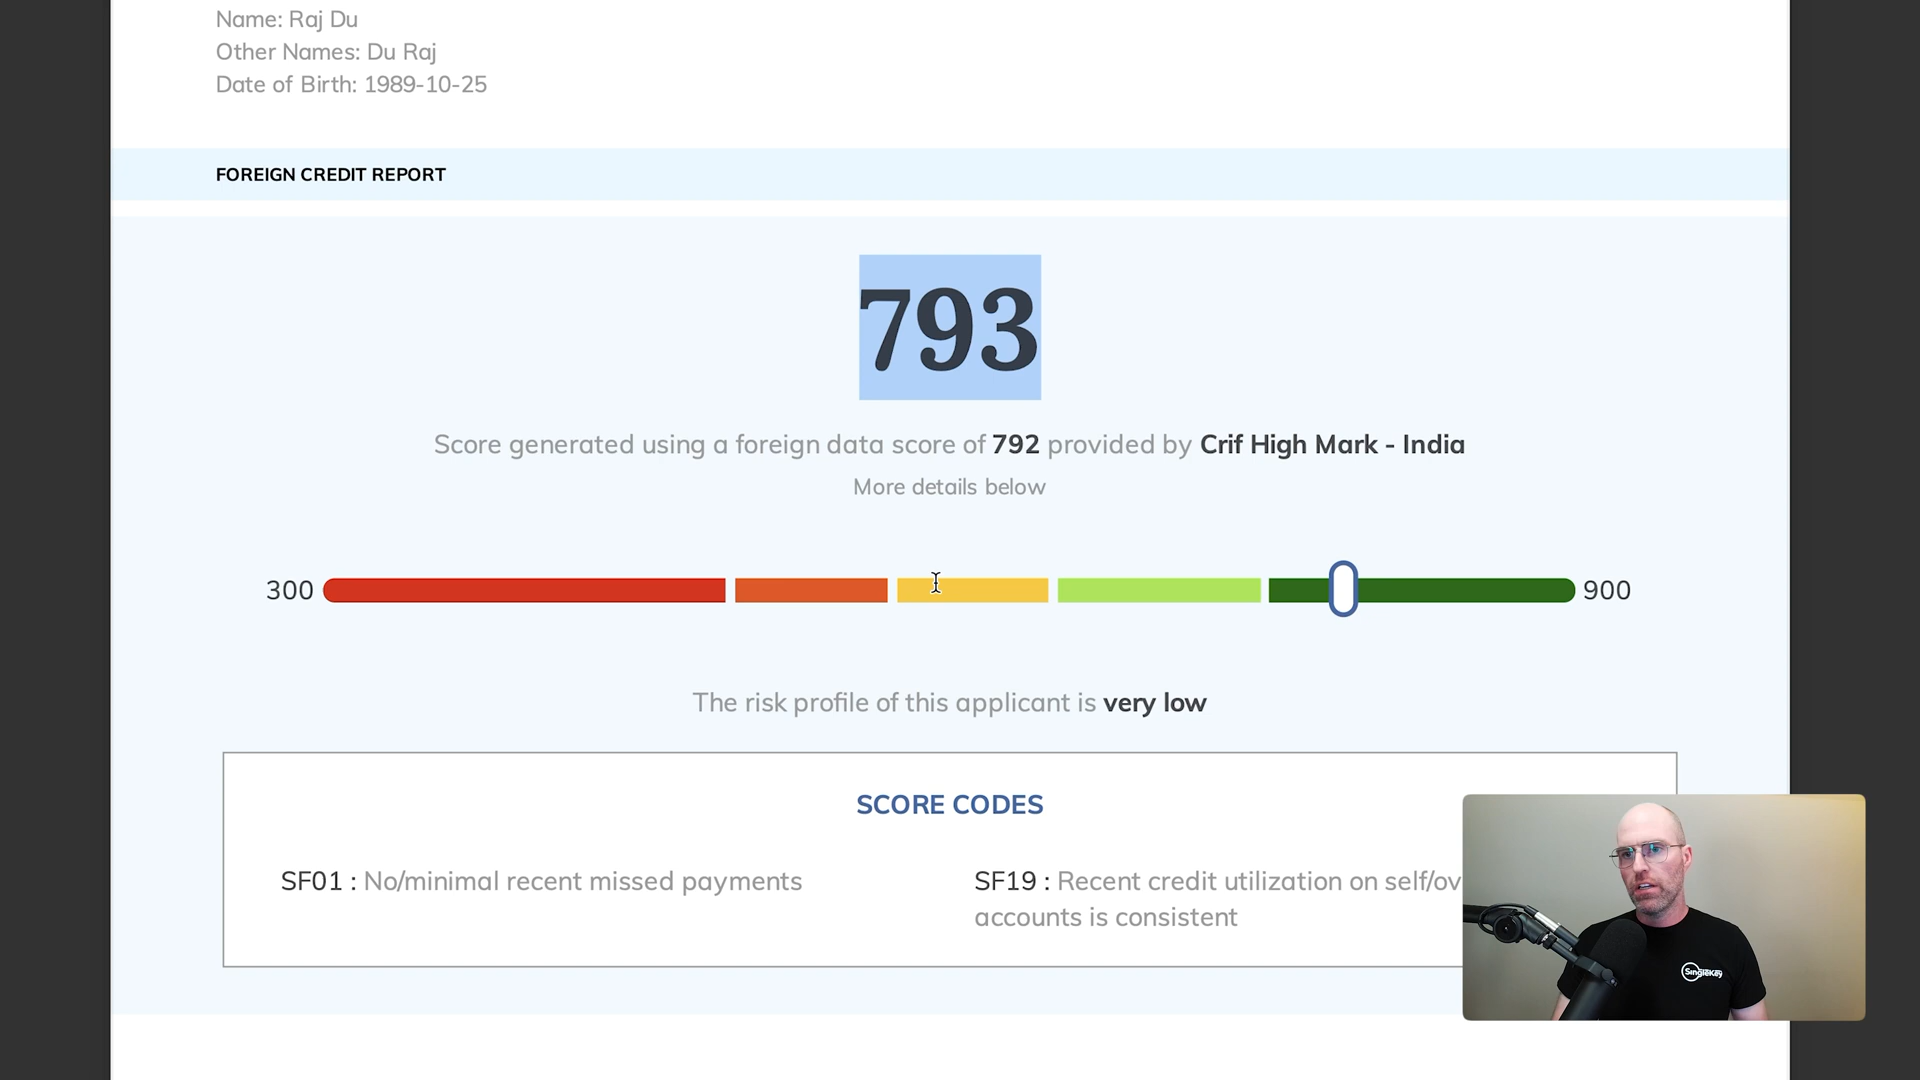 Name: Raj Du
Other Names: Du Raj
Date of Birth: 1989-10-25
FOREIGN CREDIT REPORT
793
Score generated using a foreign data score of 792 provided by Crif High Mark - India
More details below
300
900
The risk profile of this applicant is very low
SCORE CODES
SF01 : No/minimal recent missed payments
SF19 : Recent credit utilization on self/ov
accounts is consistent
SingleKey